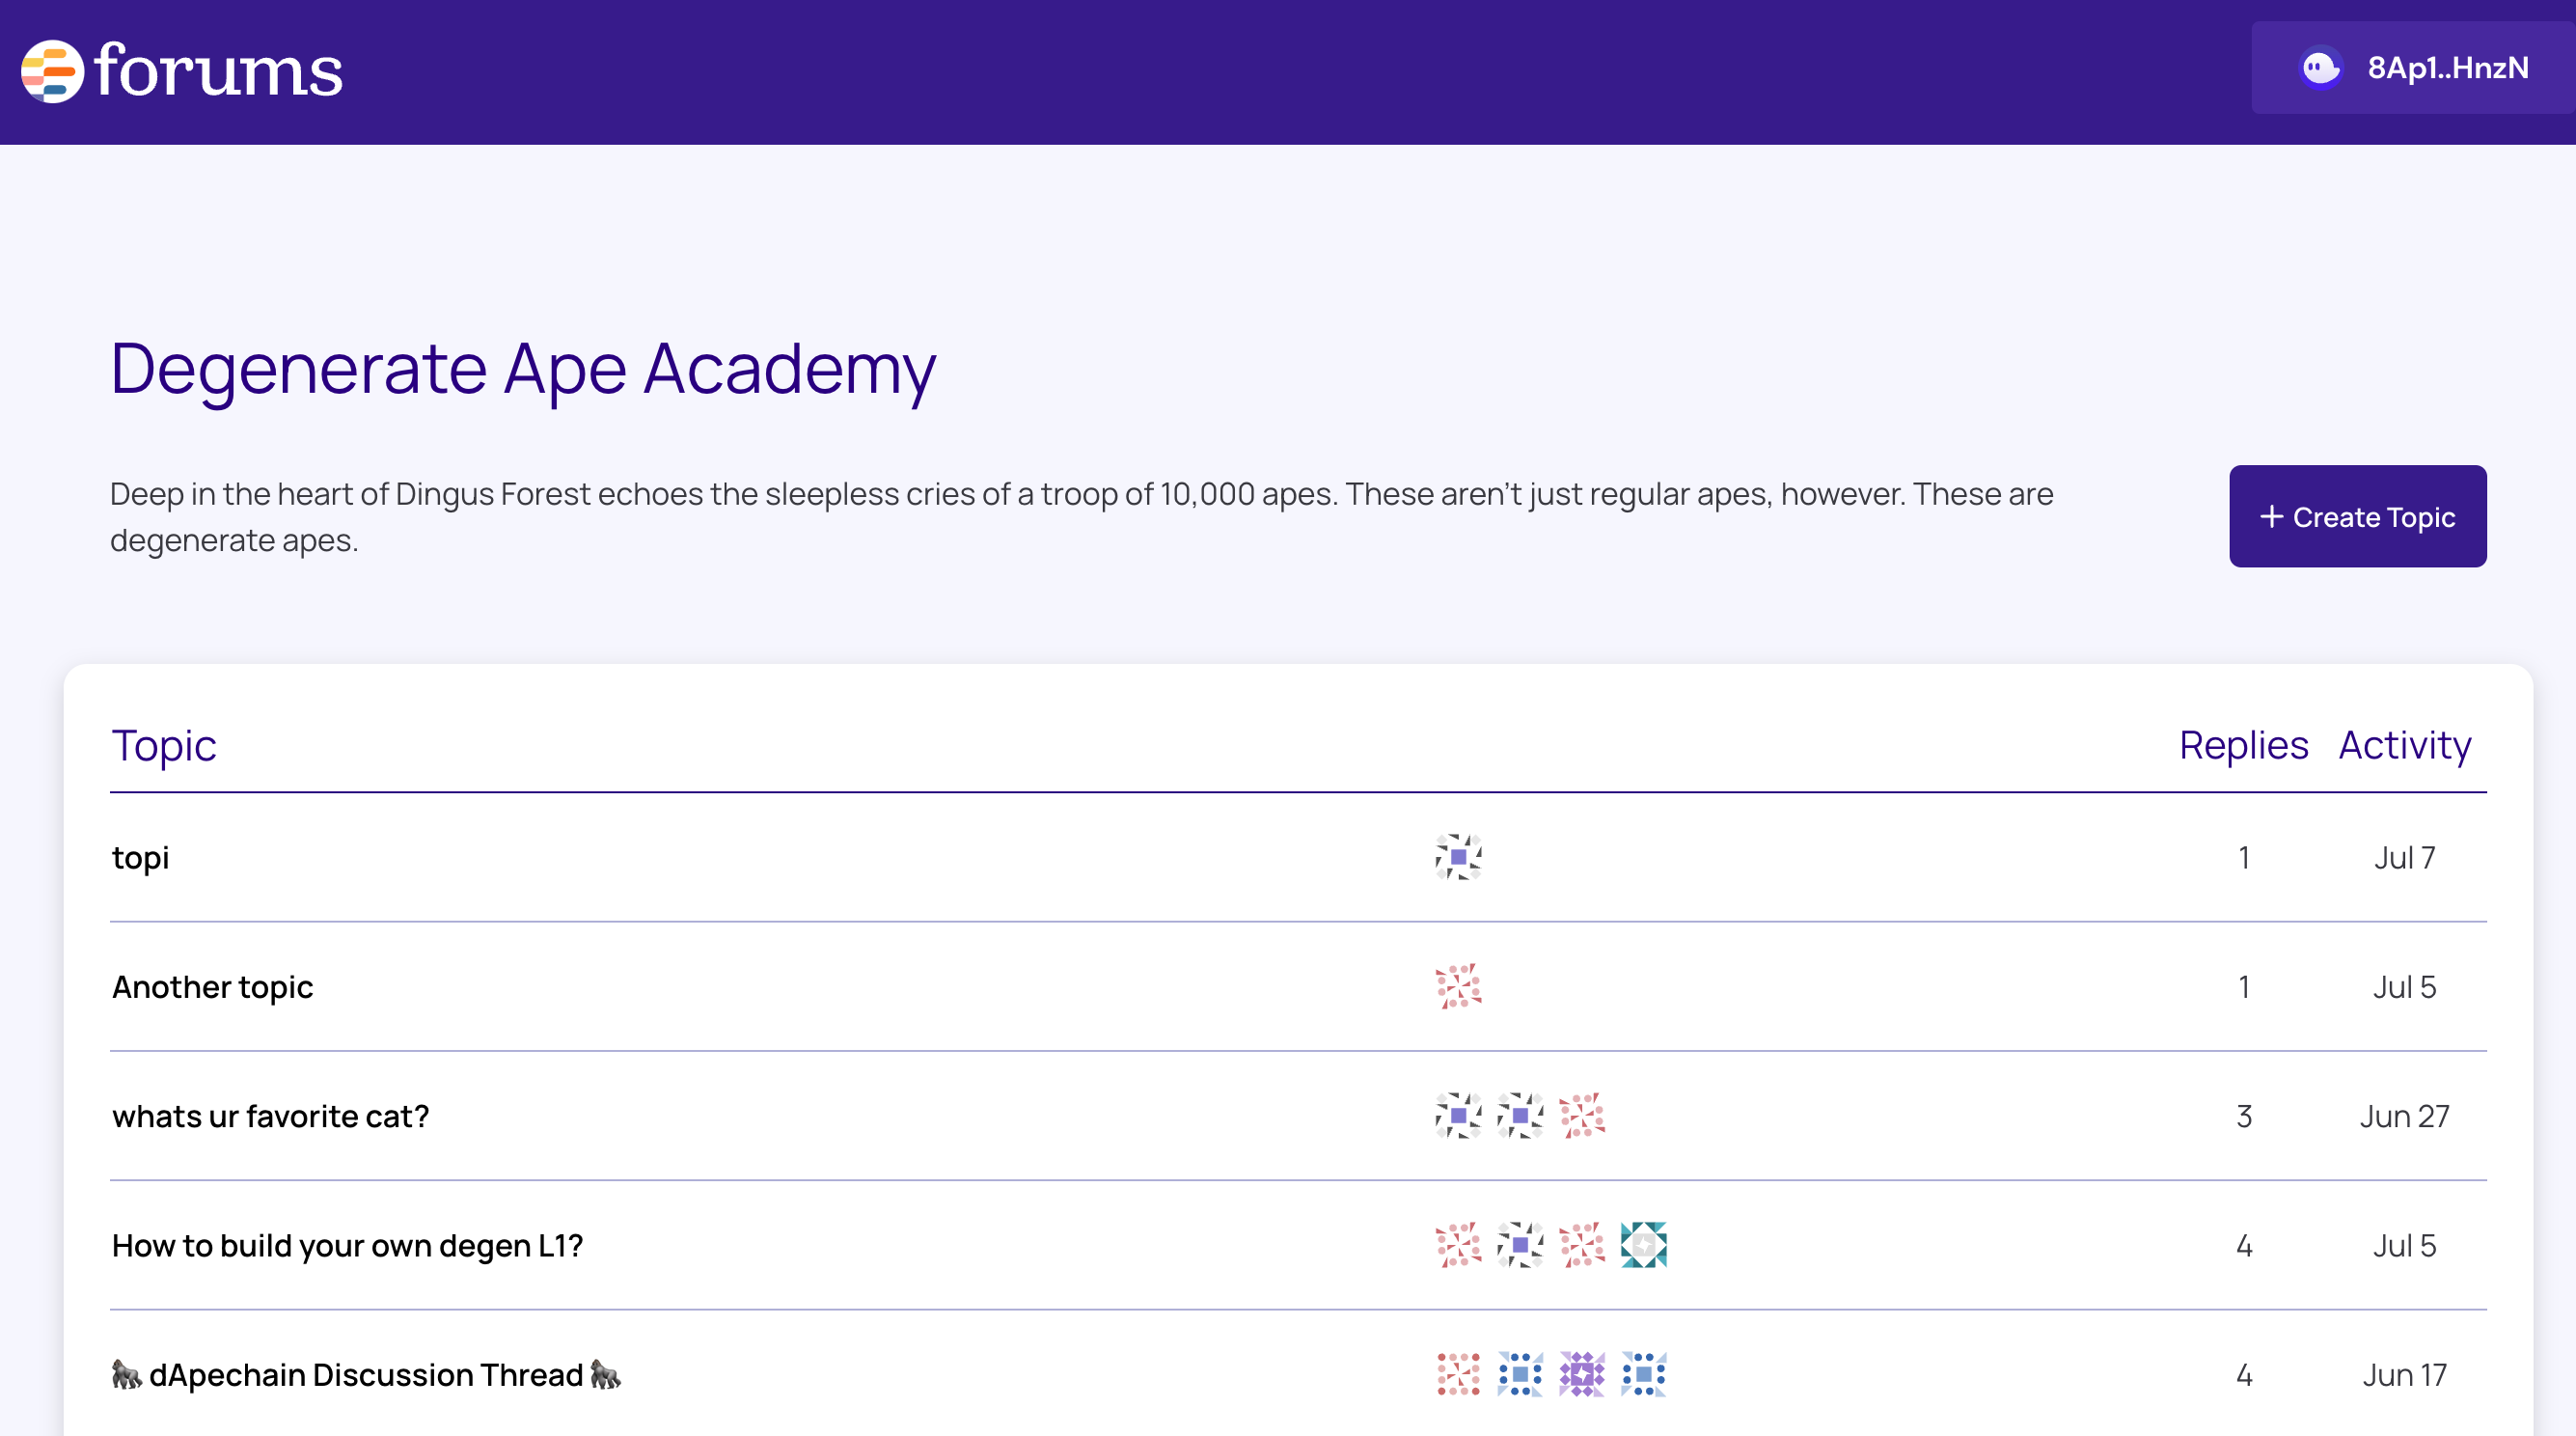 forums
8Ap1..HnzN
Degenerate Ape Academy
Deep in the heart of Dingus Forest echoes the sleepless cries of a troop of 10,000 apes. These aren't just regular apes, however. These are
degenerate apes.
+ Create Topic
Topic Replies Activity
topi 1 Jul 7
Another topic 1 Jul 5
whats ur favorite cat? 3 Jun 27
How to build your own degen L1? 4 Jul 5
🦍 dApechain Discussion Thread 🦍 4 Jun 17